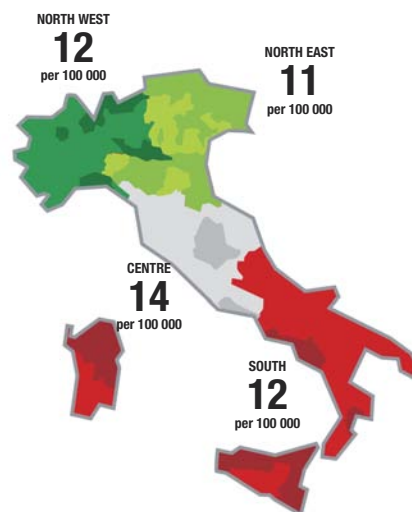 NORTH WEST
12
per 100 000
NORTH EAST
11
per 100 000
CENTRE
14
per 100 000
SOUTH
12
per 100 000